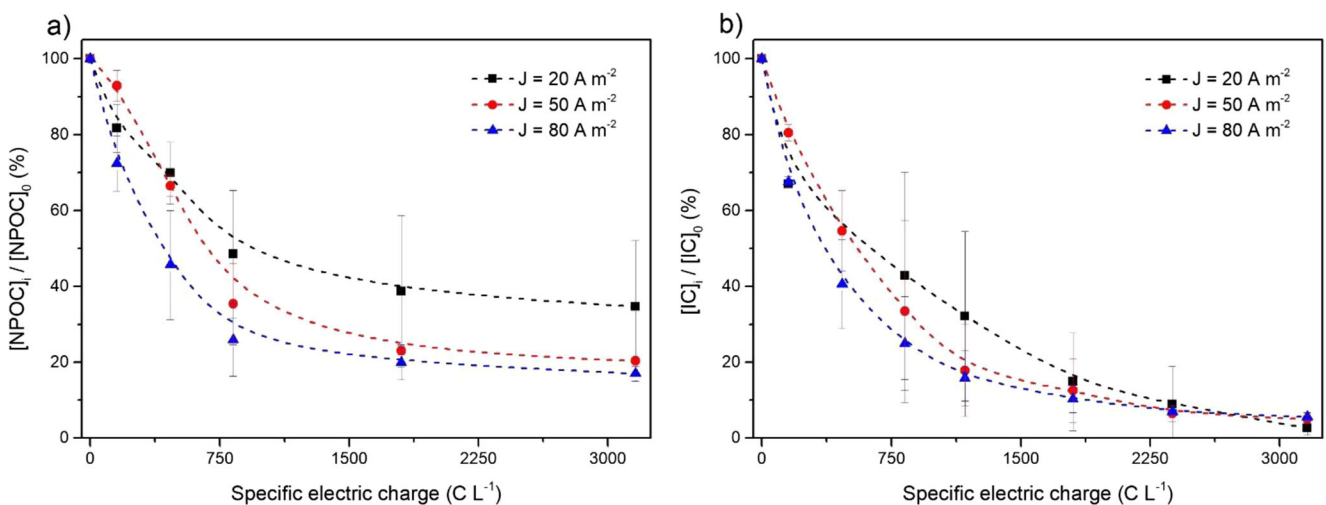 a)
100
80
60
40
20
0
[NPOC]i / [NPOC]0 (%)
J = 20 A m-2
J = 50 A m-2
J = 80 A m-2
0 750 1500 2250 3000
Specific electric charge (C L-1)
b)
100
80
60
40
20
0
[IC]i / [IC]0 (%)
J = 20 A m-2
J = 50 A m-2
J = 80 A m-2
0 750 1500 2250 3000
Specific electric charge (C L-1)